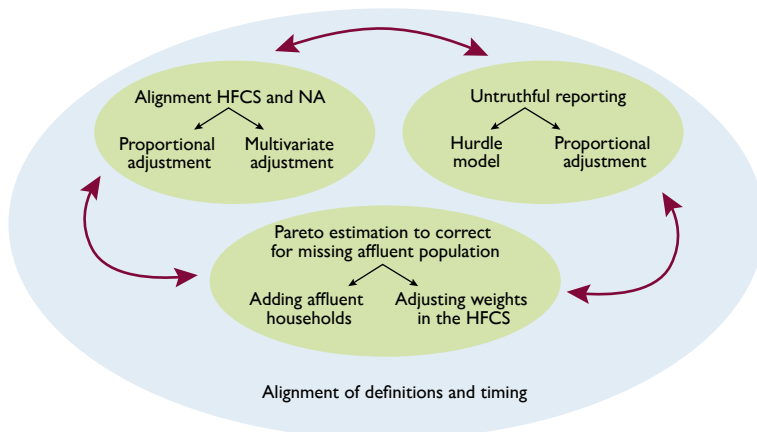 Alignment HFCS and NA
Proportional
adjustment
Multivariate
adjustment
Untruthful reporting
Hurdle
model
Proportional
adjustment
Pareto estimation to correct
for missing affluent population
Adding affluent
households
Adjusting weights
in the HFCS
Alignment of definitions and timing